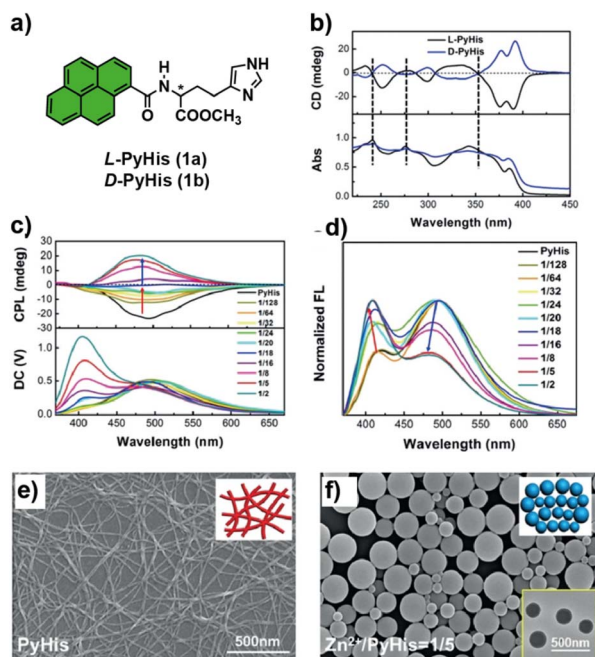 a)
H
N
O
*
COOCH₃
NH
N
L-PyHis (1a)
D-PyHis (1b)
b)
L-PyHis
D-PyHis
CD (mdeg)
20
0
-20
Abs
1.0
0.5
0.0
250 300 350 400 450
Wavelength (nm)
c)
CPL (mdeg)
30
20
10
0
-10
-20
-30
DC (V)
1.5
1.0
0.5
0.0
PyHis
1/128
1/64
1/32
1/24
1/20
1/18
1/16
1/8
1/5
1/2
400 450 500 550 600 650
Wavelength (nm)
d)
Normalized FL
PyHis
1/128
1/64
1/32
1/24
1/20
1/18
1/16
1/8
1/5
1/2
400 450 500 550 600 650
Wavelength (nm)
e)
PyHis
500nm
f)
Zn²⁺/PyHis=1/5
500nm